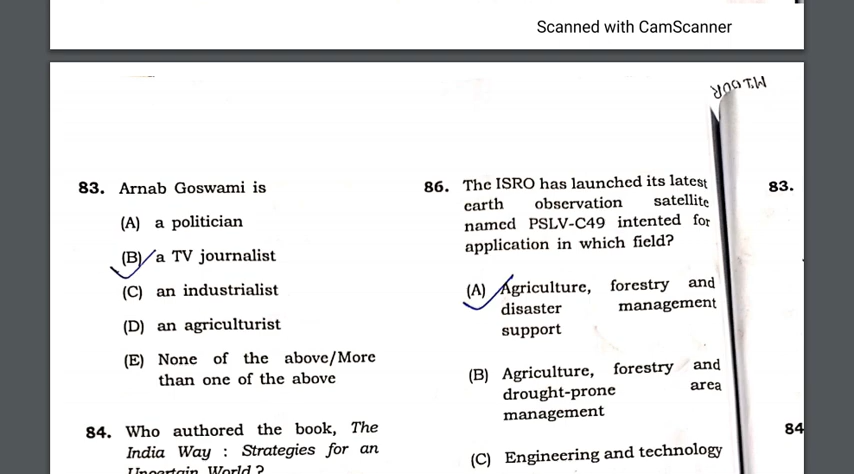 Scanned with CamScanner
83. Arnab Goswami is
(A) a politician
(B) a TV journalist
(C) an industrialist
(D) an agriculturist
(E) None of the above/More
than one of the above
84. Who authored the book, The
India Way : Strategies for an
Uncertain World ?
86. The ISRO has launched its latest
earth observation satellite
named PSLV-C49 intented for
application in which field?
(A) Agriculture, forestry and
disaster management
support
(B) Agriculture, forestry and
drought-prone area
management
(C) Engineering and technology
83.
84